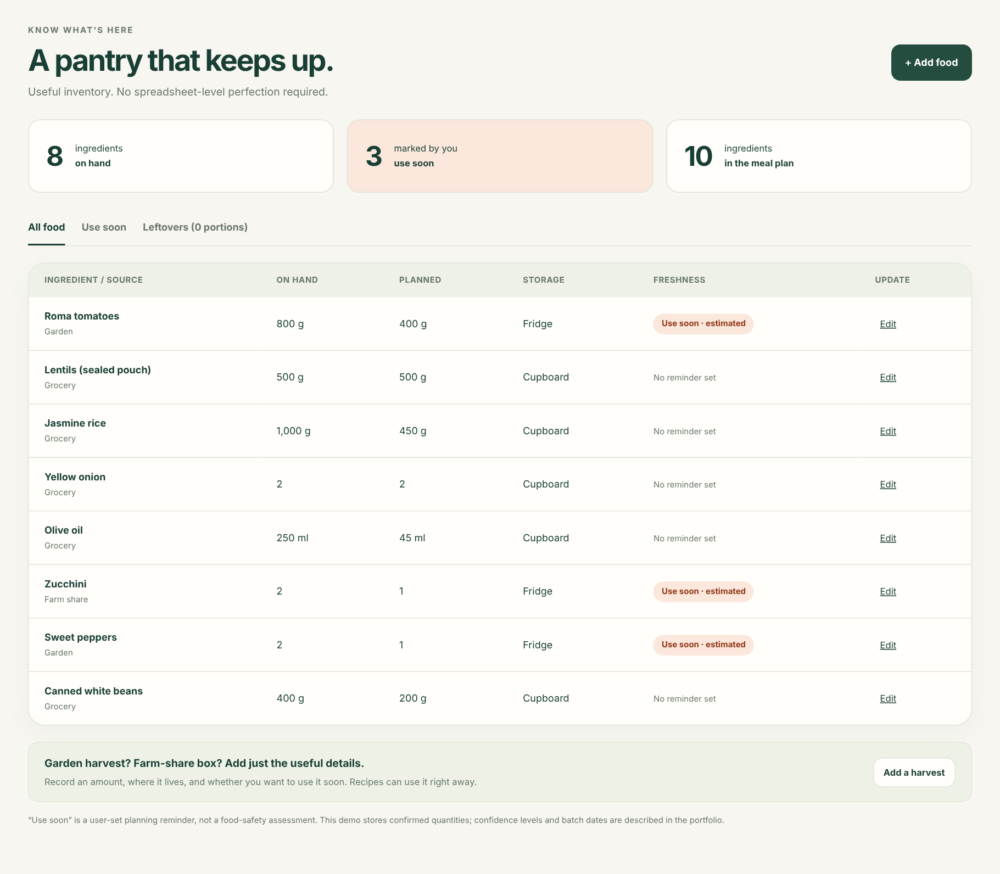 KNOW WHAT’S HERE
A pantry that keeps up.
+ Add food
Useful inventory. No spreadsheet-level perfection required.
8 ingredients
on hand
3 marked by you
use soon
10 ingredients
in the meal plan
All food Use soon Leftovers (0 portions)
INGREDIENT / SOURCE ON HAND PLANNED STORAGE FRESHNESS UPDATE
Roma tomatoes
Garden
800 g 400 g Fridge Use soon · estimated Edit
Lentils (sealed pouch)
Grocery
500 g 500 g Cupboard No reminder set Edit
Jasmine rice
Grocery
1,000 g 450 g Cupboard No reminder set Edit
Yellow onion
Grocery
2 2 Cupboard No reminder set Edit
Olive oil
Grocery
250 ml 45 ml Cupboard No reminder set Edit
Zucchini
Farm share
2 1 Fridge Use soon · estimated Edit
Sweet peppers
Garden
2 1 Fridge Use soon · estimated Edit
Canned white beans
Grocery
400 g 200 g Cupboard No reminder set Edit
Garden harvest? Farm-share box? Add just the useful details.
Record an amount, where it lives, and whether you want to use it soon. Recipes can use it right away.
Add a harvest
“Use soon” is a user-set planning reminder, not a food-safety assessment. This demo stores confirmed quantities; confidence levels and batch dates are described in the portfolio.